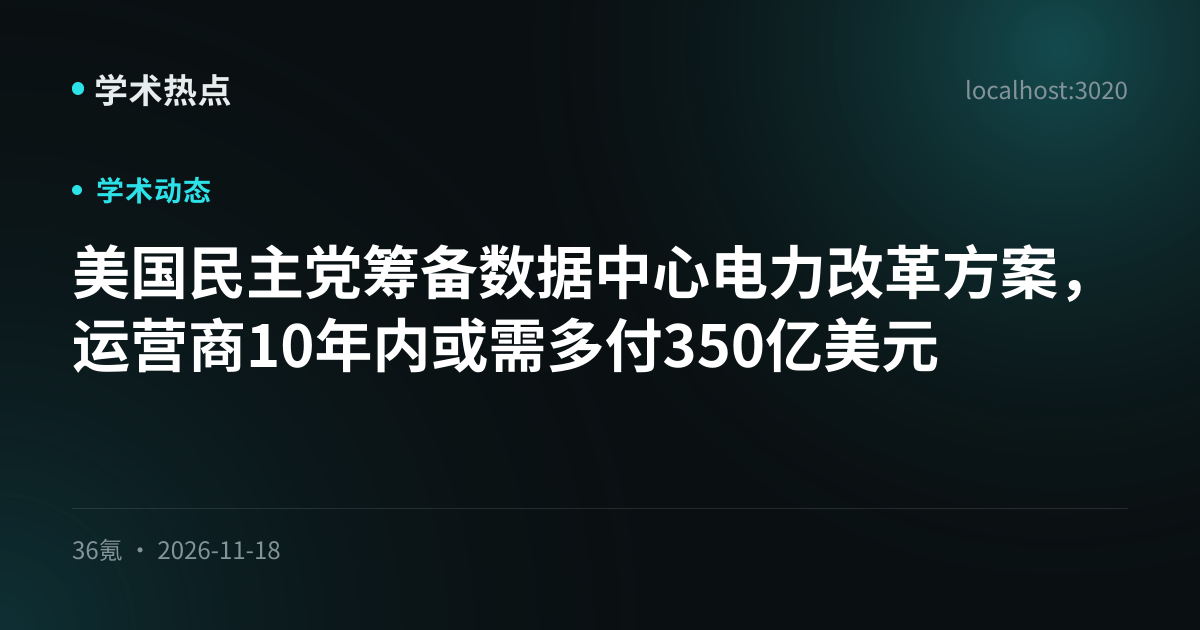 学术热点
localhost:3020
学术动态
美国民主党筹备数据中心电力改革方案，
运营商10年内或需多付350亿美元
36氪 · 2026-11-18